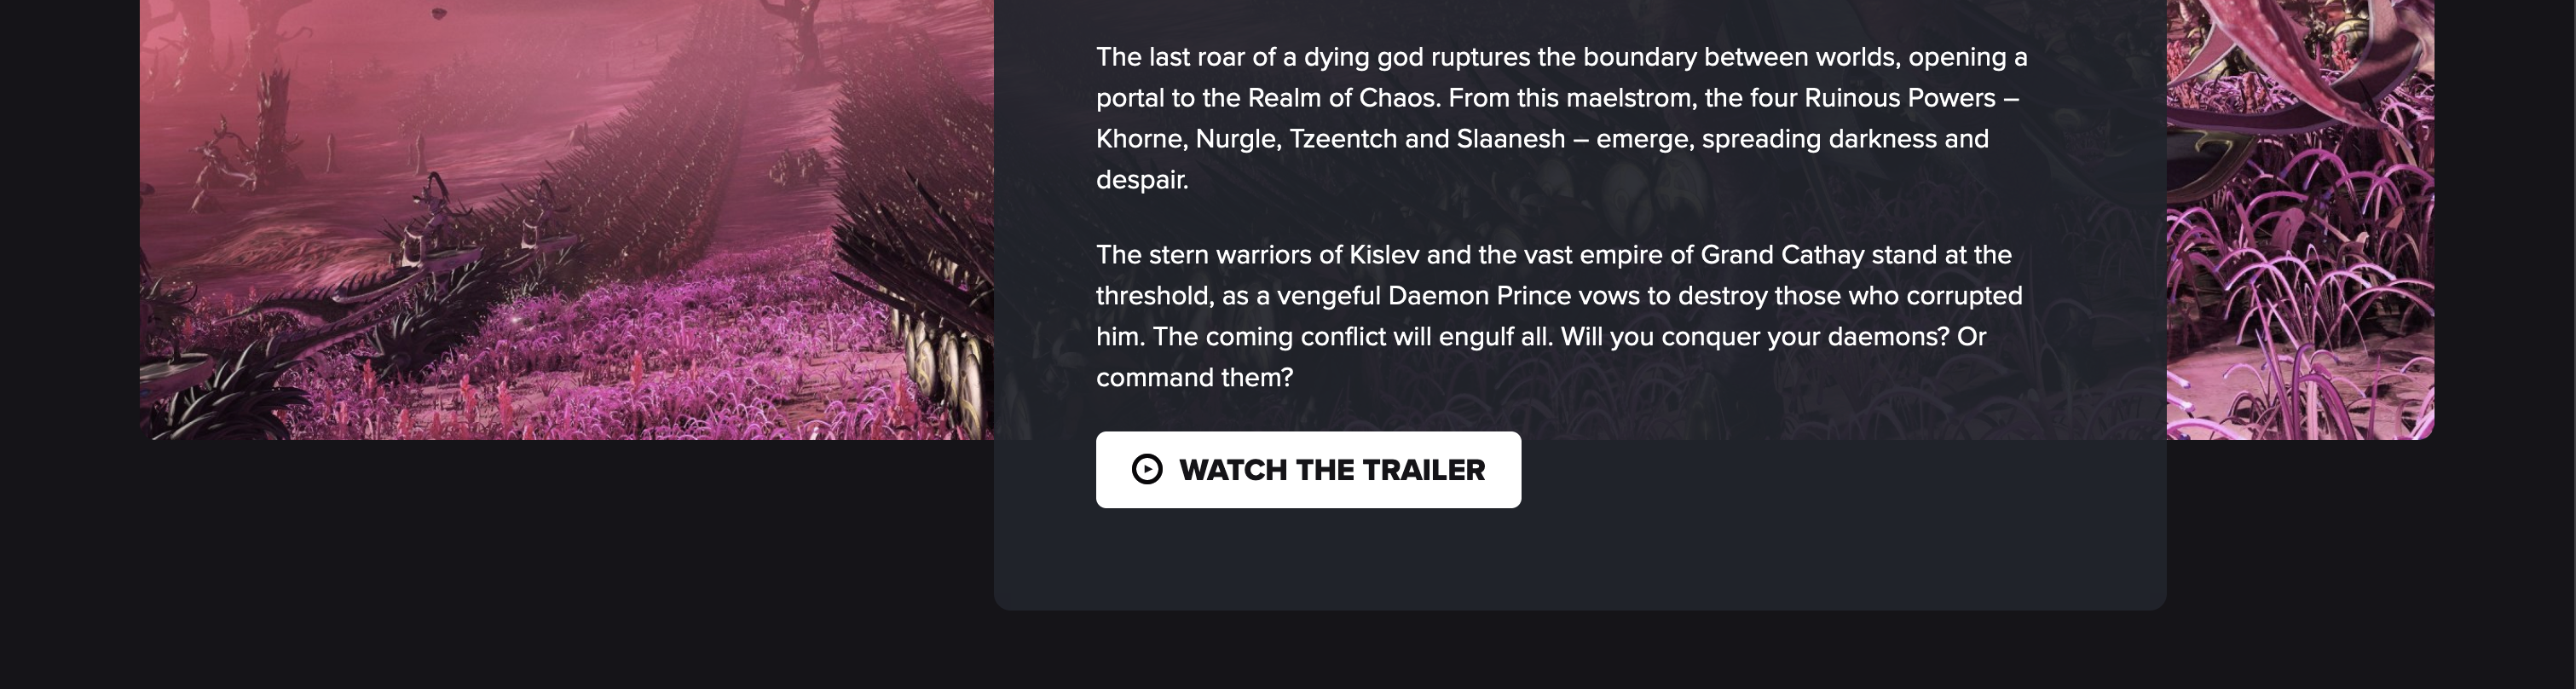 The last roar of a dying god ruptures the boundary between worlds, opening a
portal to the Realm of Chaos. From this maelstrom, the four Ruinous Powers –
Khorne, Nurgle, Tzeentch and Slaanesh – emerge, spreading darkness and
despair.
The stern warriors of Kislev and the vast empire of Grand Cathay stand at the
threshold, as a vengeful Daemon Prince vows to destroy those who corrupted
him. The coming conflict will engulf all. Will you conquer your daemons? Or
command them?
WATCH THE TRAILER